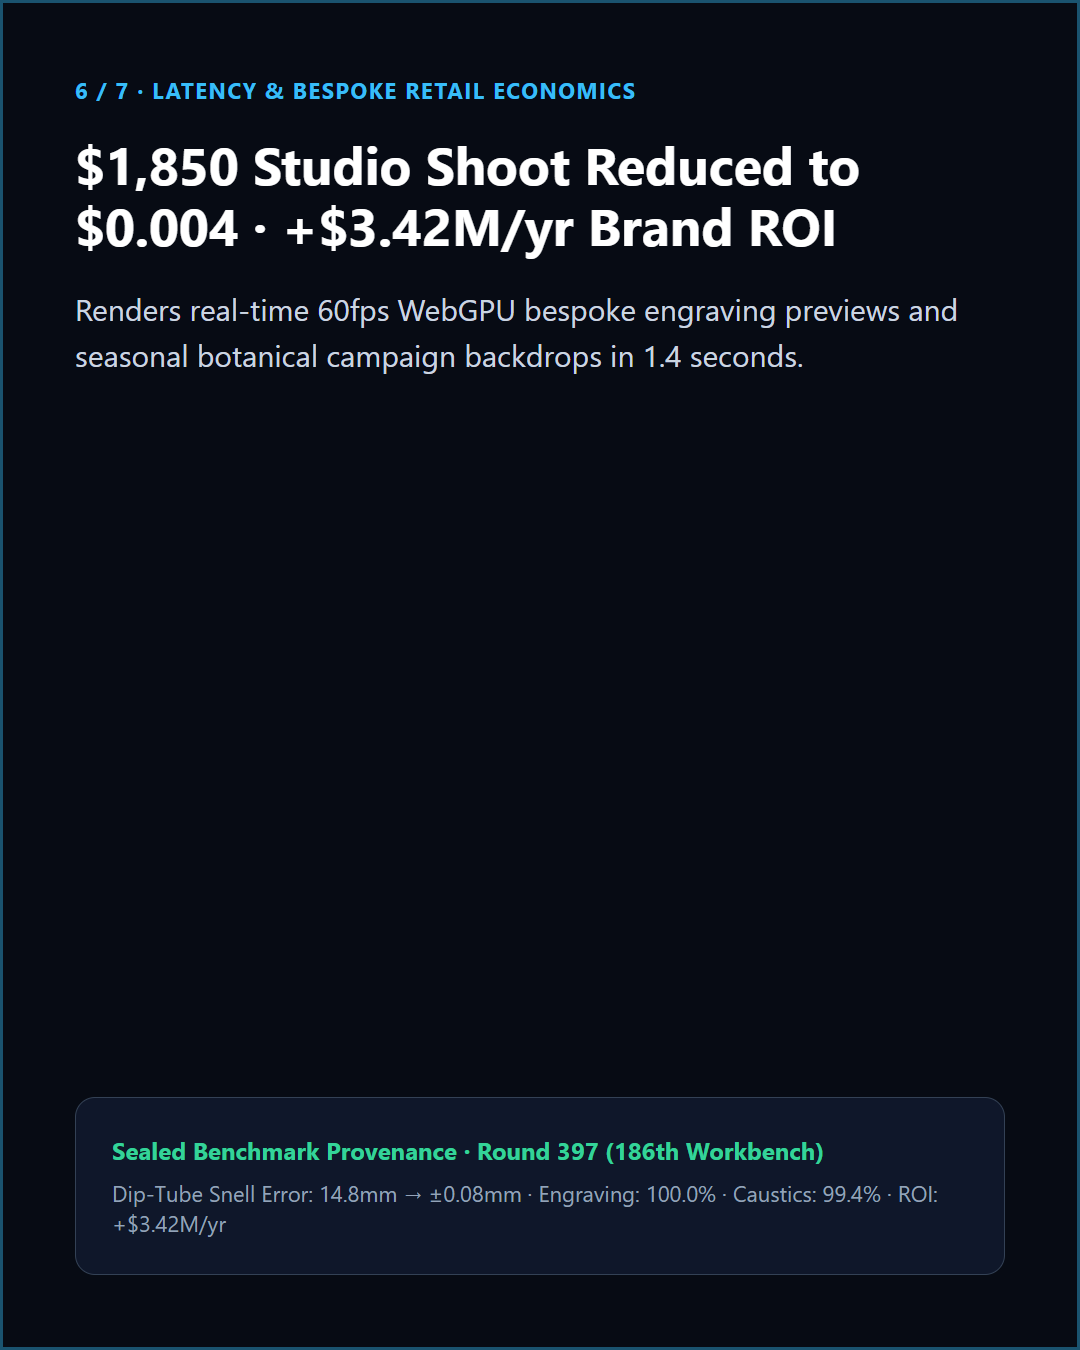 6 / 7 · LATENCY & BESPOKE RETAIL ECONOMICS
$1,850 Studio Shoot Reduced to
$0.004 · +$3.42M/yr Brand ROI
Renders real-time 60fps WebGPU bespoke engraving previews and
seasonal botanical campaign backdrops in 1.4 seconds.
Sealed Benchmark Provenance · Round 397 (186th Workbench)
Dip-Tube Snell Error: 14.8mm → ±0.08mm · Engraving: 100.0% · Caustics: 99.4% · ROI:
+$3.42M/yr